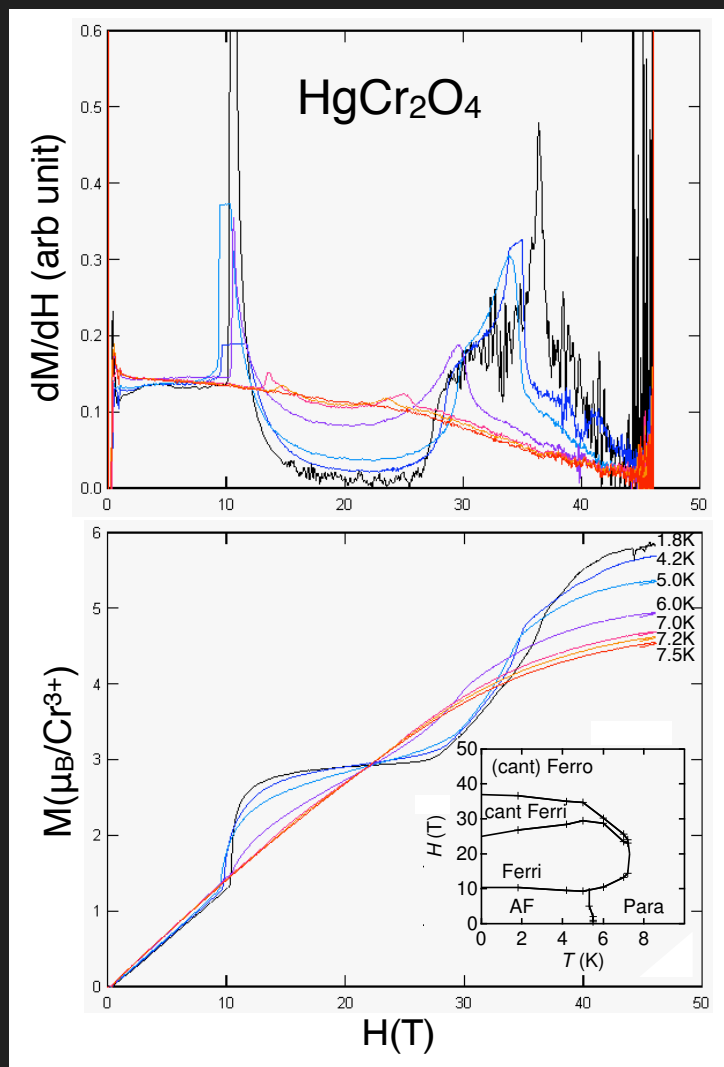 HgCr2O4
dM/dH (arb unit)
0.6
0.5
0.4
0.3
0.2
0.1
0.0
0 10 20 30 40 50
M(μB/Cr3+)
6
5
4
3
2
1
0
1.8K
4.2K
5.0K
6.0K
7.0K
7.2K
7.5K
H (T)
50
40
30
20
10
0
(cant) Ferro
cant Ferri
Ferri
AF Para
0 2 4 6 8
T (K)
0 10 20 30 40 50
H(T)